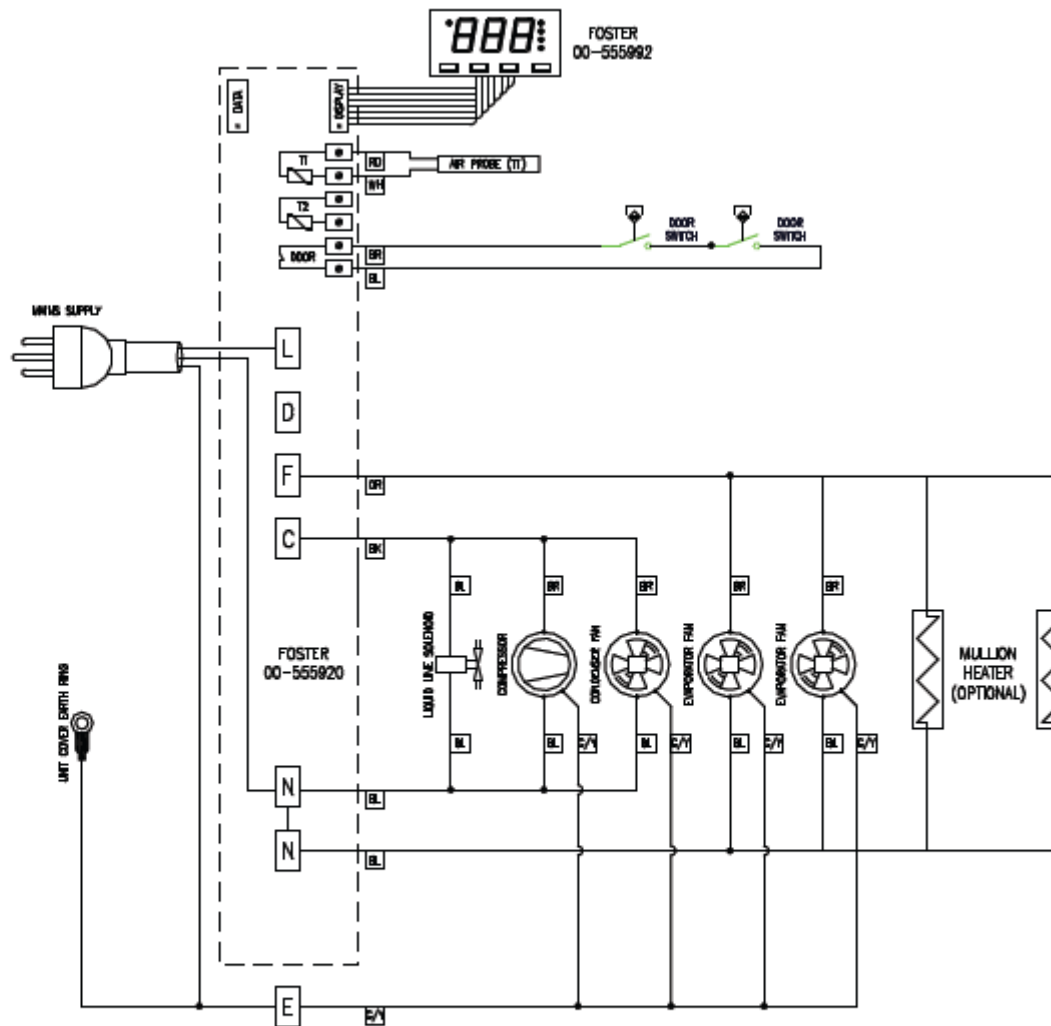 888
FOSTER
00-555992
DATA
DISPLAY
T1
RD
WH
AIR PROBE (T1)
T2
DOOR
BR
BL
DOOR
SWITCH
DOOR
SWITCH
MAINS SUPPLY
L
D
F
OR
C
BK
BL
BR
BR
BR
BR
LIQUID LINE SOLENOID
COMPRESSOR
CONDENSOR FAN
EVAPORATOR FAN
EVAPORATOR FAN
MULLION
HEATER
(OPTIONAL)
FOSTER
00-555920
UNIT COVER EARTH RING
BL
BL
G/Y
BL
G/Y
BL
G/Y
BL
G/Y
N
BL
N
BL
E
G/Y